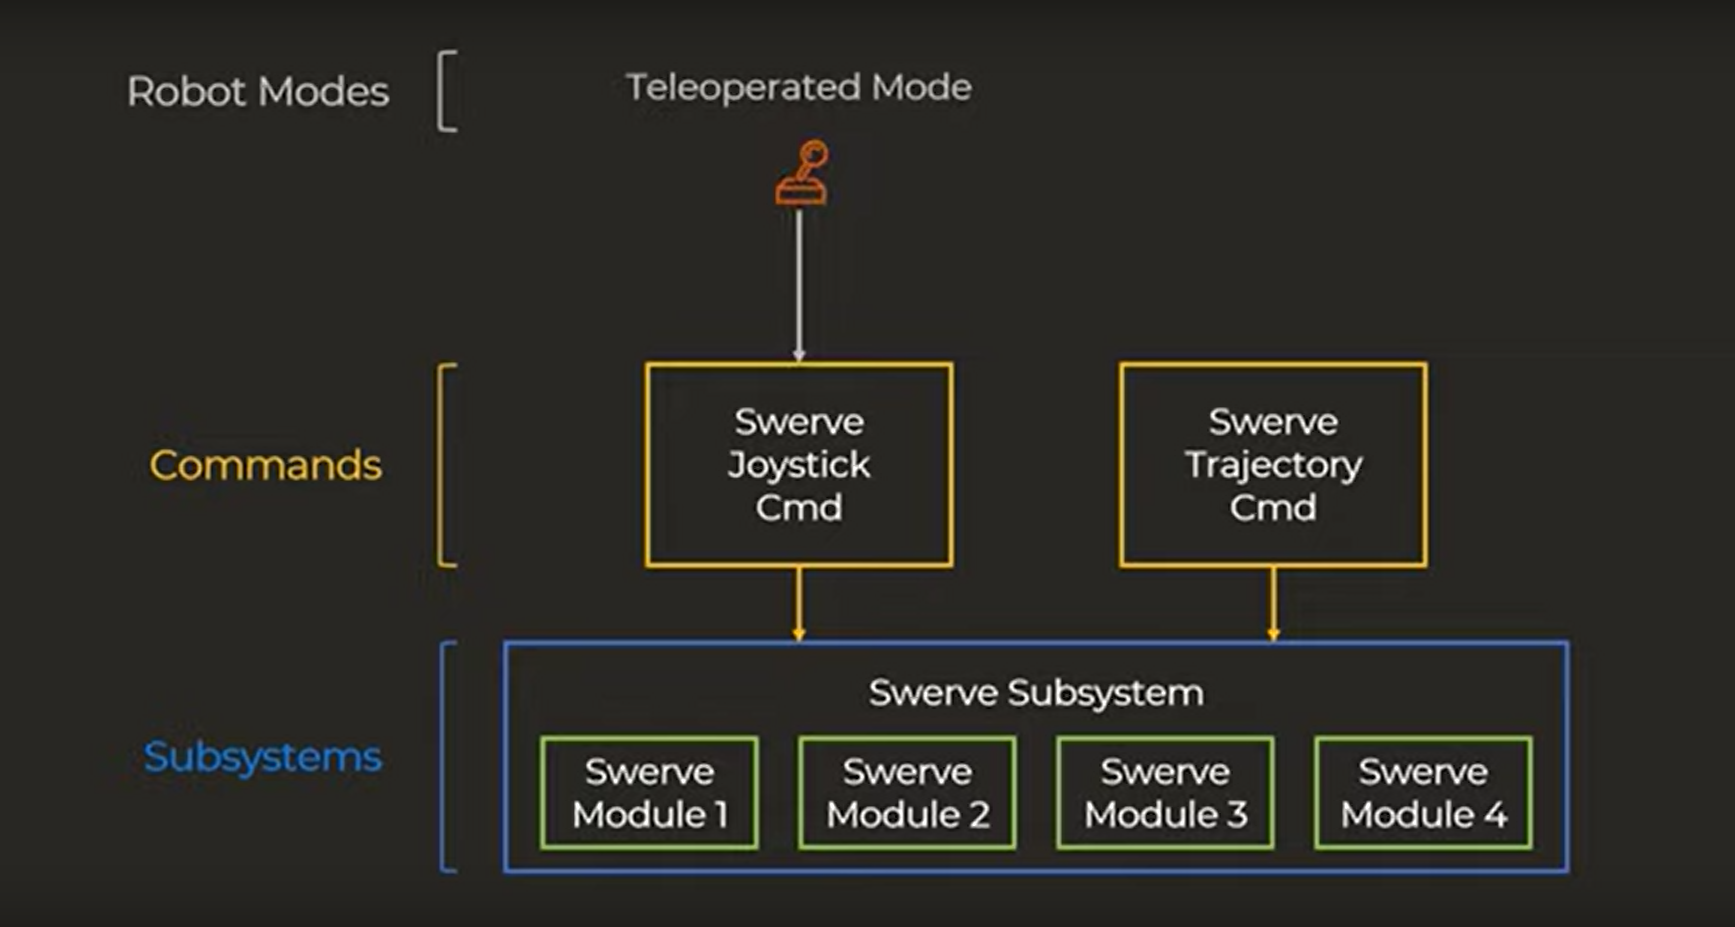 Robot Modes
Teleoperated Mode
Commands
Swerve
Joystick
Cmd
Swerve
Trajectory
Cmd
Subsystems
Swerve Subsystem
Swerve
Module 1
Swerve
Module 2
Swerve
Module 3
Swerve
Module 4